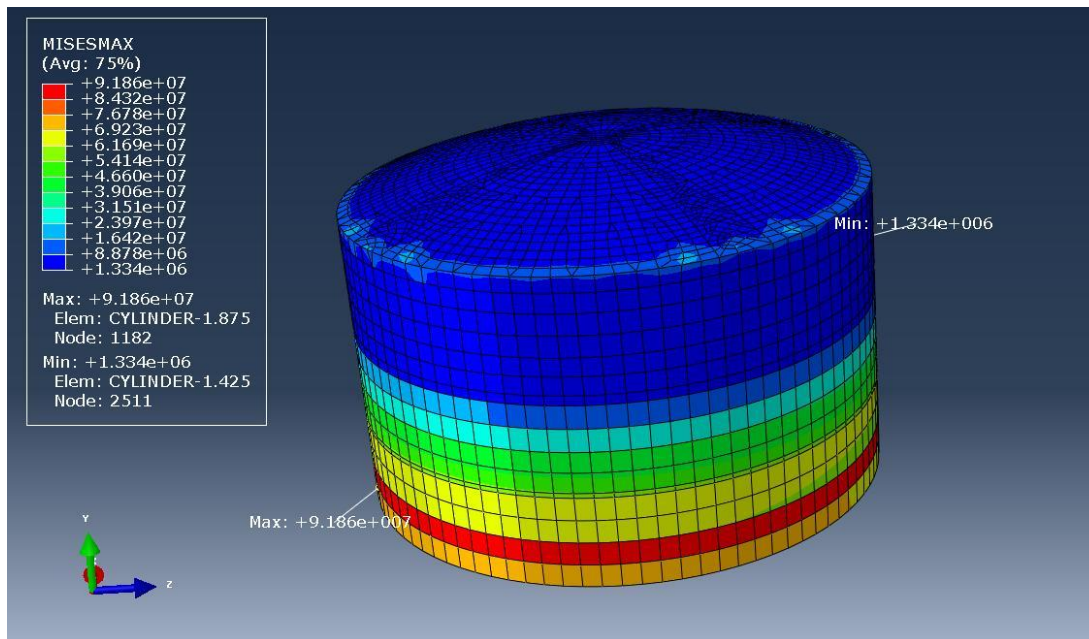 MISESMAX
(Avg: 75%)
+9.186e+07
+8.432e+07
+7.678e+07
+6.923e+07
+6.169e+07
+5.414e+07
+4.660e+07
+3.906e+07
+3.151e+07
+2.397e+07
+1.642e+07
+8.878e+06
+1.334e+06
Max: +9.186e+07
Elem: CYLINDER-1.875
Node: 1182
Min: +1.334e+06
Elem: CYLINDER-1.425
Node: 2511
Min: +1.334e+006
Max: +9.186e+007
Y
Z